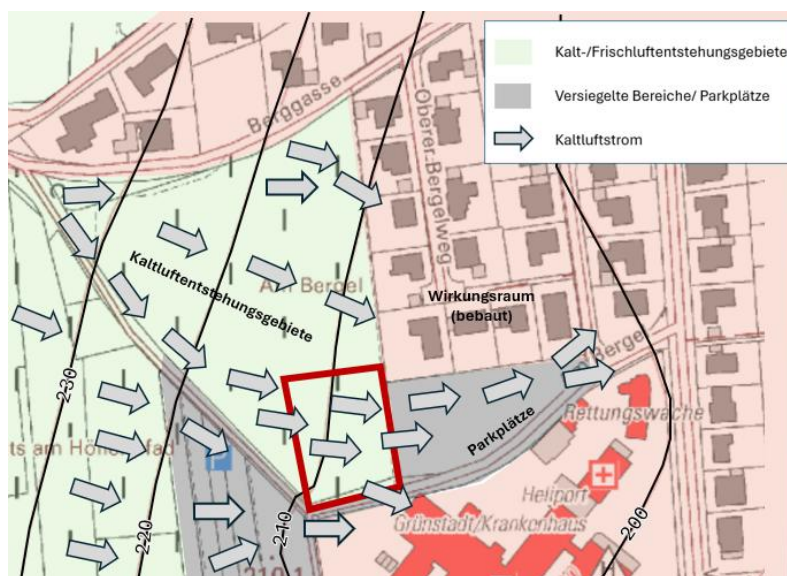 Kalt-/Frischluftentstehungsgebiete
Versiegelte Bereiche/ Parkplätze
Kaltluftstrom
Berggasse
Oberer Bergelweg
Kaltluftentstehungsgebiete
Am Bergel
Wirkungsraum
(bebaut)
Bergel
230
Parkplätze
Rettungswache
220
210
200
Heliport
Grünstadt/Krankenhaus